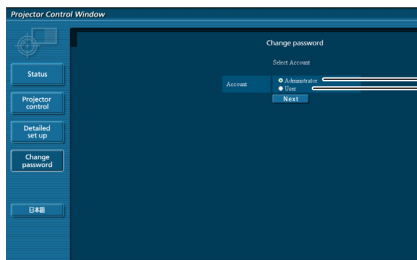 Projector Control Window
Change password
Select Account
Account
Administrator
User
Next
Status
Projector
control
Detailed
set up
Change
password
日本語